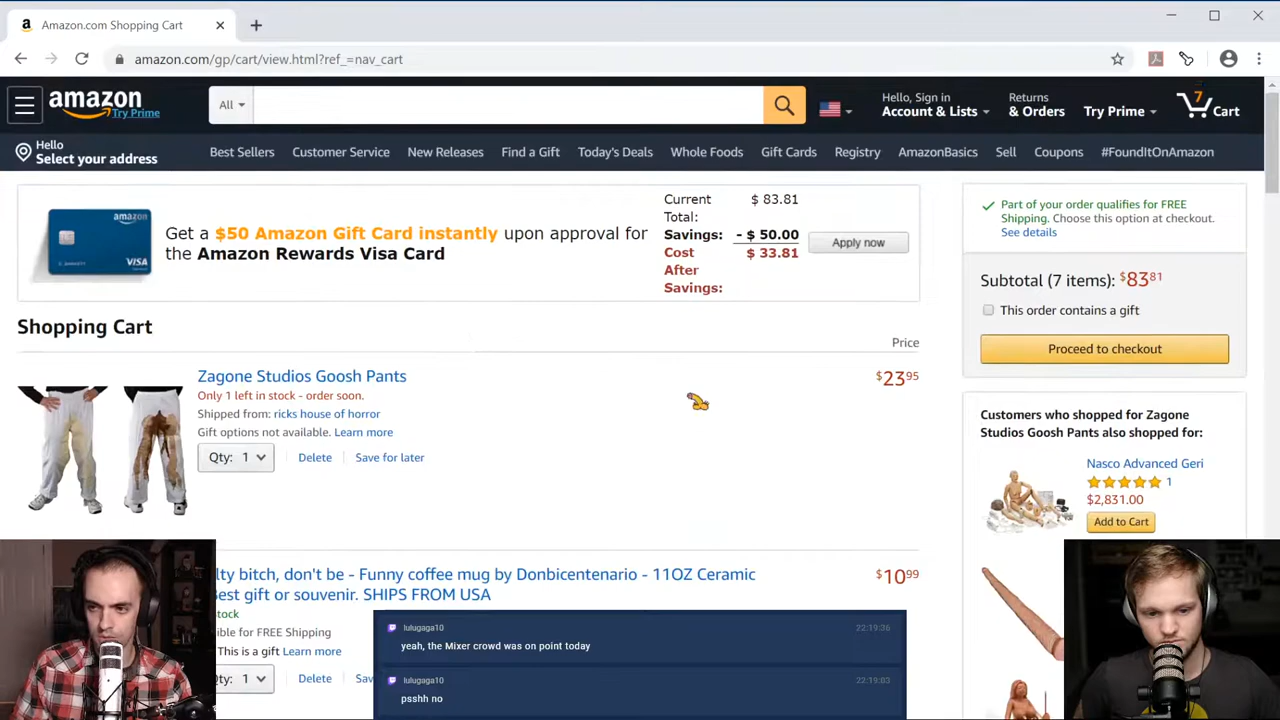 Amazon.com Shopping Cart
amazon.com/gp/cart/view.html?ref_=nav_cart
amazon
Try Prime
All
Hello, Sign in
Account & Lists
Returns
& Orders
Try Prime
7
Cart
Hello
Select your address
Best Sellers
Customer Service
New Releases
Find a Gift
Today's Deals
Whole Foods
Gift Cards
Registry
AmazonBasics
Sell
Coupons
#FoundItOnAmazon
amazon
VISA
Get a $50 Amazon Gift Card instantly upon approval for
the Amazon Rewards Visa Card
Current $ 83.81
Total:
Savings: - $ 50.00
Cost $ 33.81
After
Savings:
Apply now
Part of your order qualifies for FREE
Shipping. Choose this option at checkout.
See details
Subtotal (7 items): $83 81
This order contains a gift
Proceed to checkout
Shopping Cart
Price
Zagone Studios Goosh Pants
$23 95
Only 1 left in stock - order soon.
Shipped from: ricks house of horror
Gift options not available. Learn more
Qty: 1
Delete
Save for later
lty bitch, don't be - Funny coffee mug by Donbicentenario - 11OZ Ceramic
est gift or souvenir. SHIPS FROM USA
$10 99
stock
ible for FREE Shipping
This is a gift Learn more
ty: 1
Delete
Sav
Customers who shopped for Zagone
Studios Goosh Pants also shopped for:
Nasco Advanced Geri
1
$2,831.00
Add to Cart
lulugaga10 22:19:36
yeah, the Mixer crowd was on point today
lulugaga10 22:19:03
psshh no